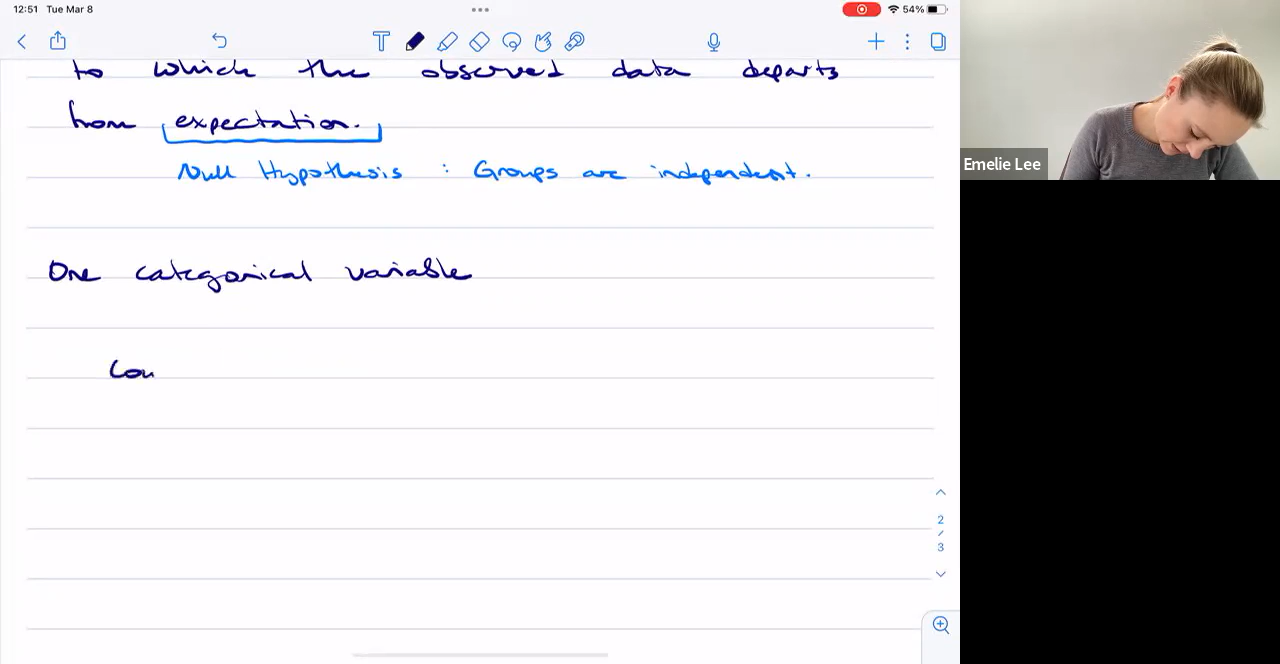 12:51 Tue Mar 8
54%
to which the observed data departs
from expectation.
Null Hypothesis : Groups are independent.
One categorical variable
Cou
2
3
Emelie Lee